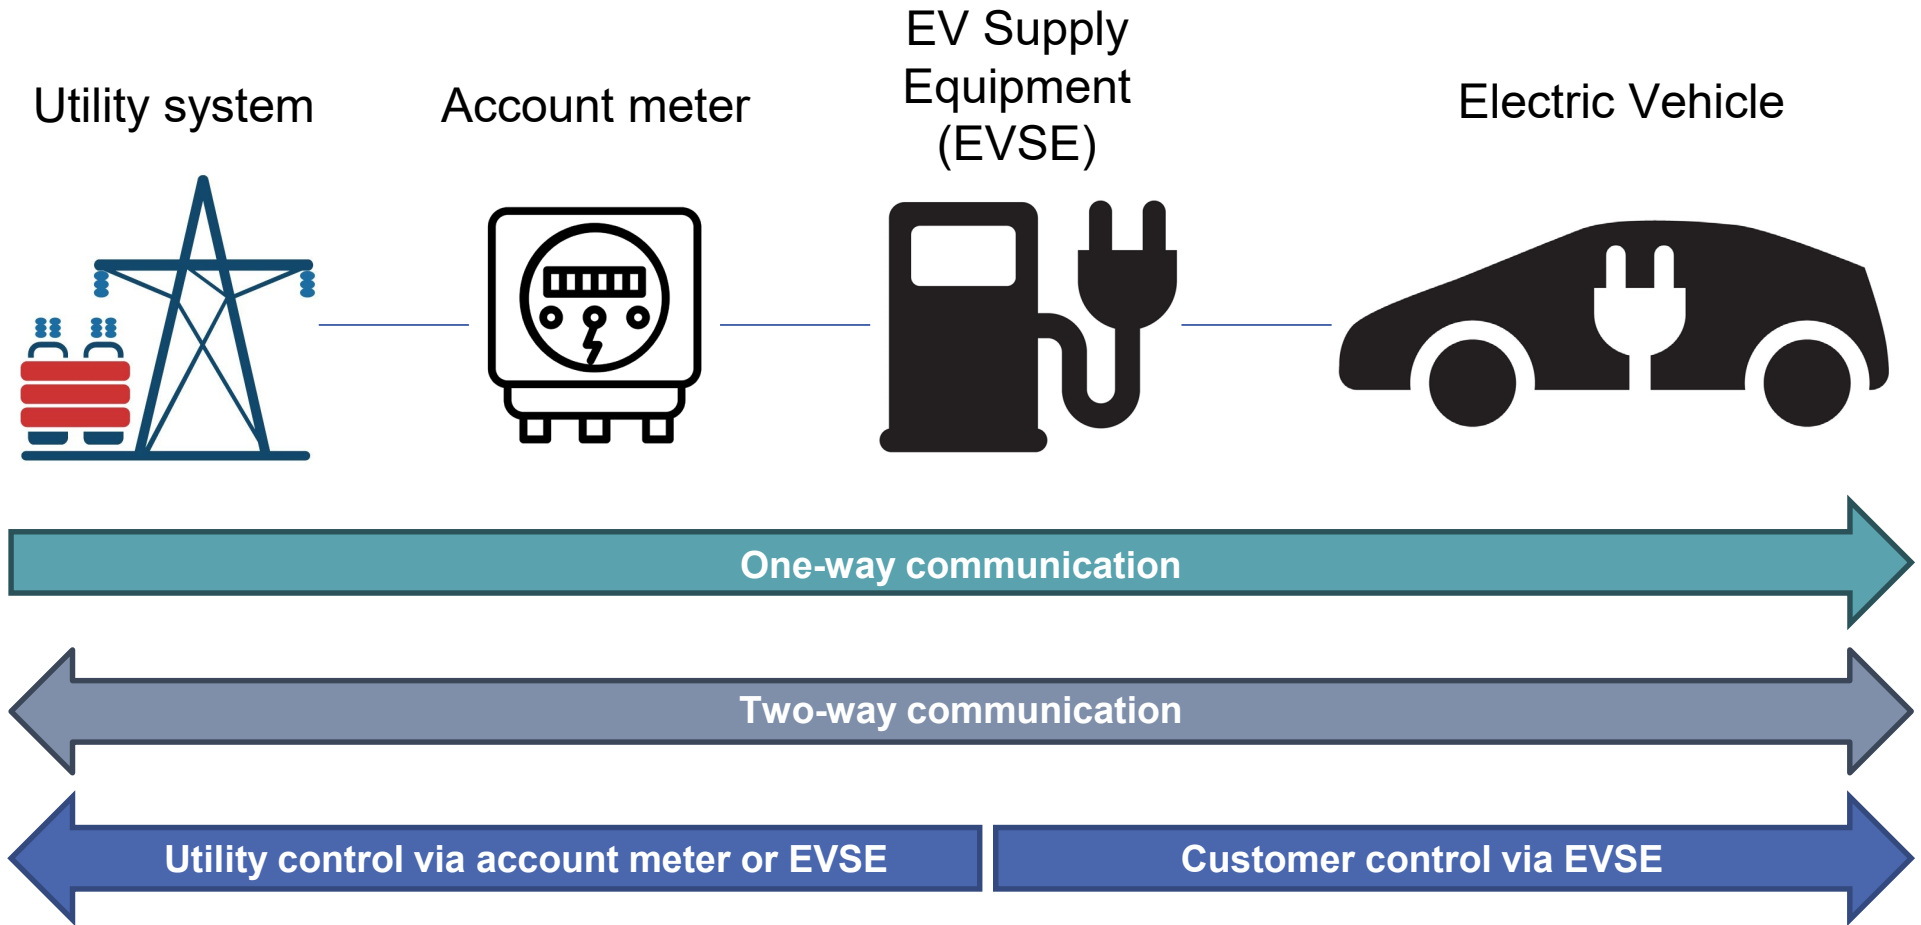 Utility system
Account meter
EV Supply
Equipment
(EVSE)
Electric Vehicle
One-way communication
Two-way communication
Utility control via account meter or EVSE
Customer control via EVSE